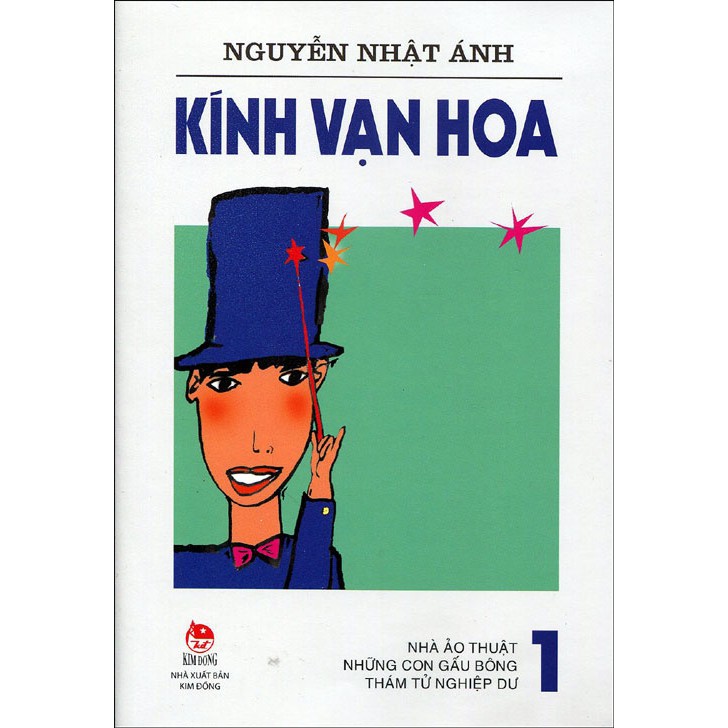 NGUYỄN NHẬT ÁNH
KÍNH VẠN HOA
NHÀ ẢO THUẬT
NHỮNG CON GẤU BÔNG
THÁM TỬ NGHIỆP DƯ
1
KIM ĐỒNG
NHÀ XUẤT BẢN
KIM ĐỒNG